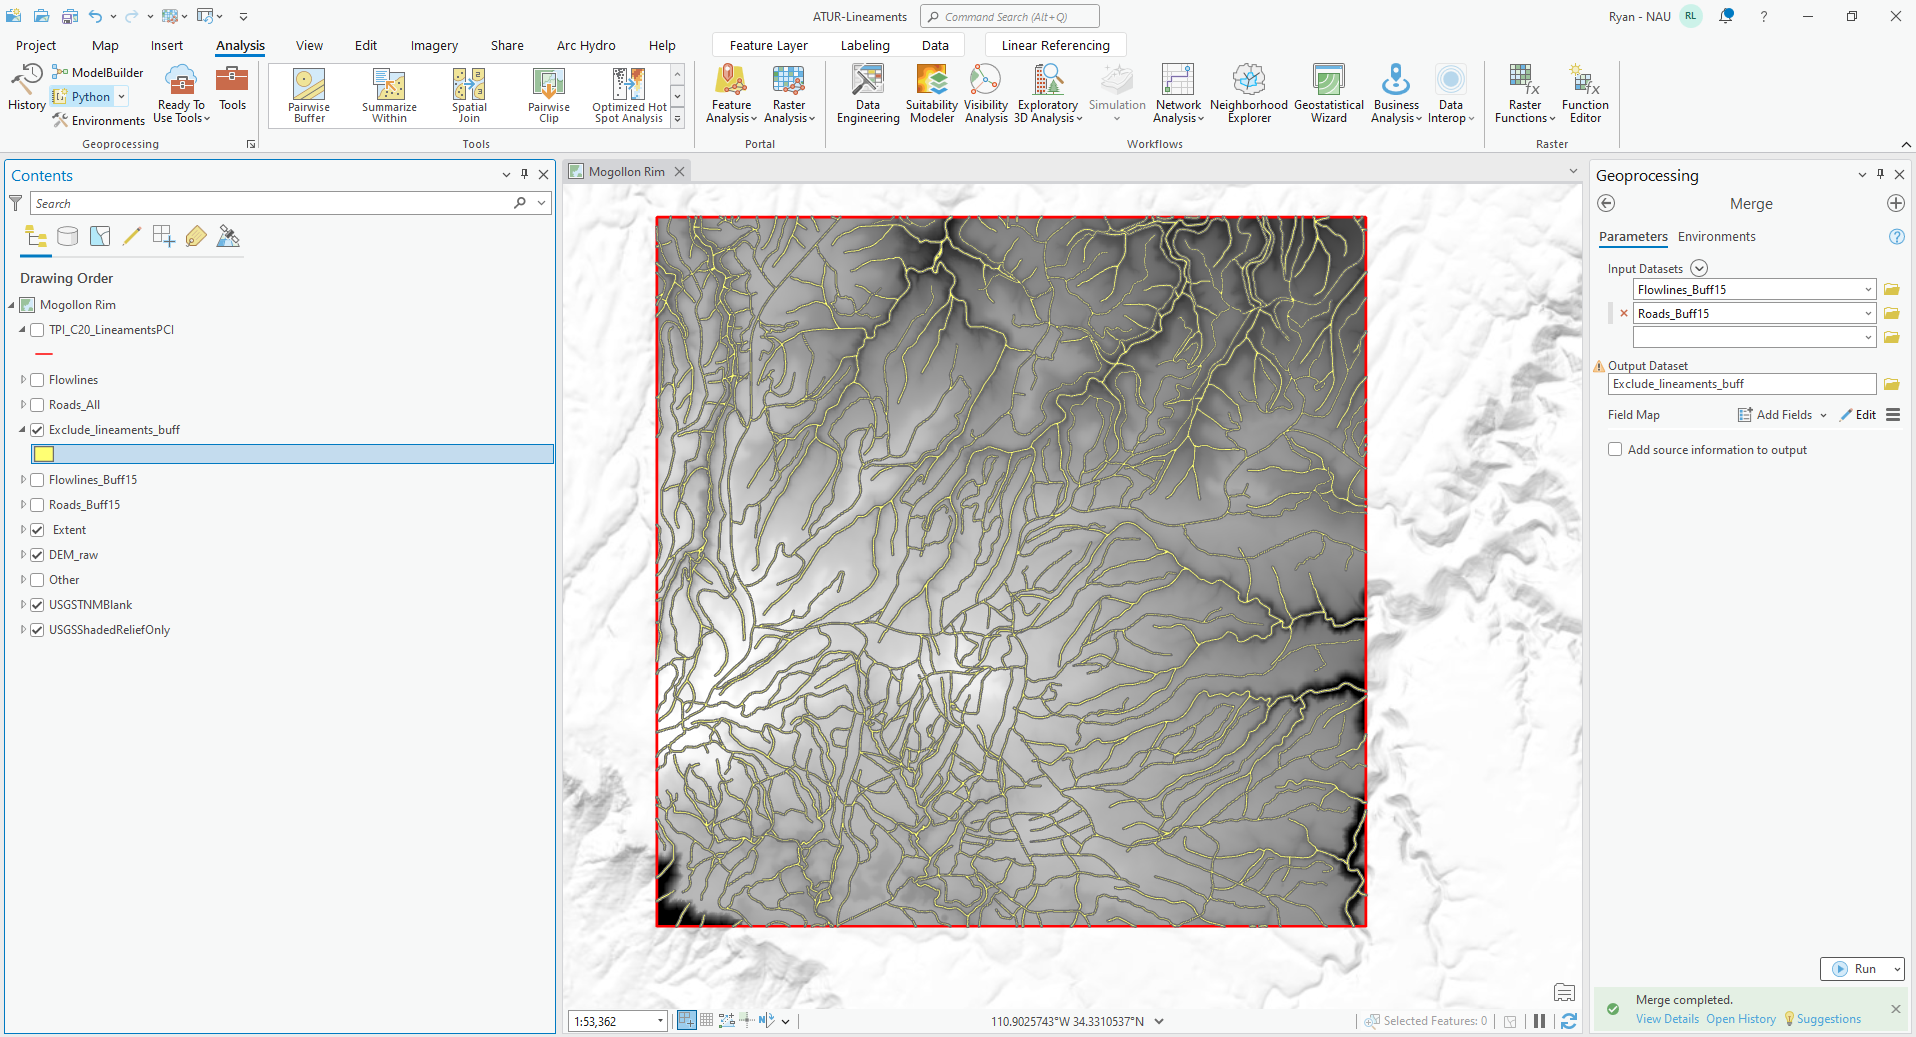 ATUR-Lineaments
Command Search (Alt+Q)
Ryan - NAU
RL
?
Project
Map
Insert
Analysis
View
Edit
Imagery
Share
Arc Hydro
Help
Feature Layer
Labeling
Data
Linear Referencing
History
ModelBuilder
Python
Environments
Ready To
Use Tools
Tools
Geoprocessing
Pairwise
Buffer
Summarize
Within
Spatial
Join
Pairwise
Clip
Optimized Hot
Spot Analysis
Tools
Feature
Analysis
Raster
Analysis
Portal
Data
Engineering
Suitability
Modeler
Visibility
Analysis
Exploratory
3D Analysis
Simulation
Network
Analysis
Neighborhood
Explorer
Geostatistical
Wizard
Business
Analysis
Data
Interop
Workflows
Raster
Functions
Function
Editor
Raster
Contents
Search
Drawing Order
Mogollon Rim
TPI_C20_LineamentsPCI
Flowlines
Roads_All
Exclude_lineaments_buff
Flowlines_Buff15
Roads_Buff15
Extent
DEM_raw
Other
USGSTNMBlank
USGSShadedReliefOnly
Mogollon Rim
1:53,362
110.9025743°W 34.3310537°N
Selected Features: 0
Geoprocessing
Merge
Parameters
Environments
?
Input Datasets
Flowlines_Buff15
Roads_Buff15
Output Dataset
Exclude_lineaments_buff
Field Map
Add Fields
Edit
Add source information to output
Run
Merge completed.
View Details
Open History
Suggestions